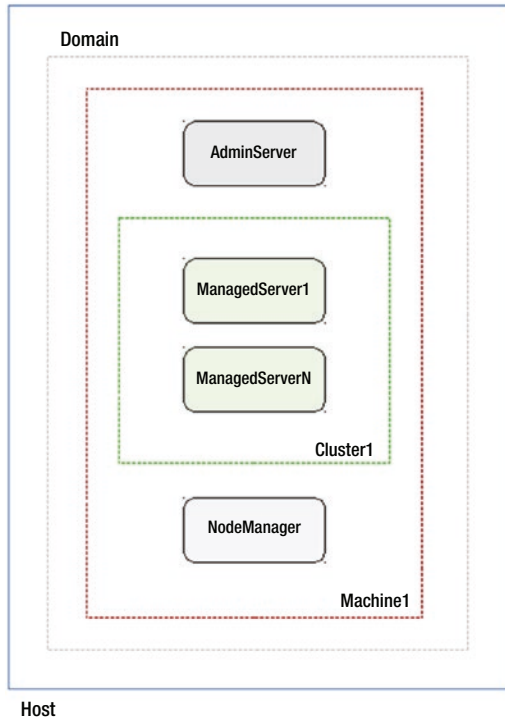 Domain
AdminServer
ManagedServer1
ManagedServerN
Cluster1
NodeManager
Machine1
Host